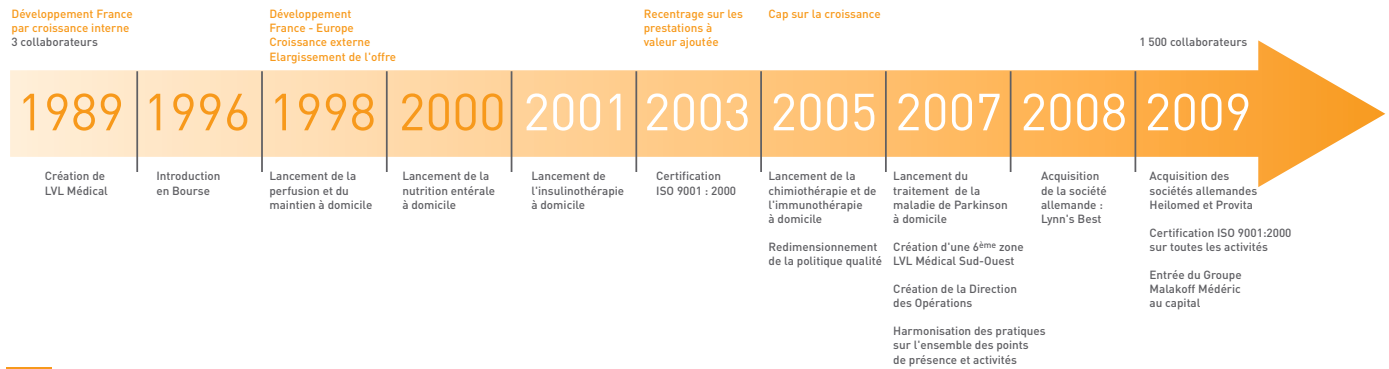 Développement France
par croissance interne
3 collaborateurs
Développement
France - Europe
Croissance externe
Elargissement de l'offre
Recentrage sur les
prestations à
valeur ajoutée
Cap sur la croissance
1 500 collaborateurs
1989
1996
1998
2000
2001
2003
2005
2007
2008
2009
Création de
LVL Médical
Introduction
en Bourse
Lancement de la
perfusion et du
maintien à domicile
Lancement de la
nutrition entérale
à domicile
Lancement de
l'insulinothérapie
à domicile
Certification
ISO 9001 : 2000
Lancement de la
chimiothérapie et de
l'immunothérapie
à domicile
Redimensionnement
de la politique qualité
Lancement du
traitement de la
maladie de Parkinson
à domicile
Création d'une 6ème zone
LVL Médical Sud-Ouest
Création de la Direction
des Opérations
Harmonisation des pratiques
sur l'ensemble des points
de présence et activités
Acquisition
de la société
allemande :
Lynn's Best
Acquisition des
sociétés allemandes
Heilomed et Provita
Certification ISO 9001:2000
sur toutes les activités
Entrée du Groupe
Malakoff Médéric
au capital